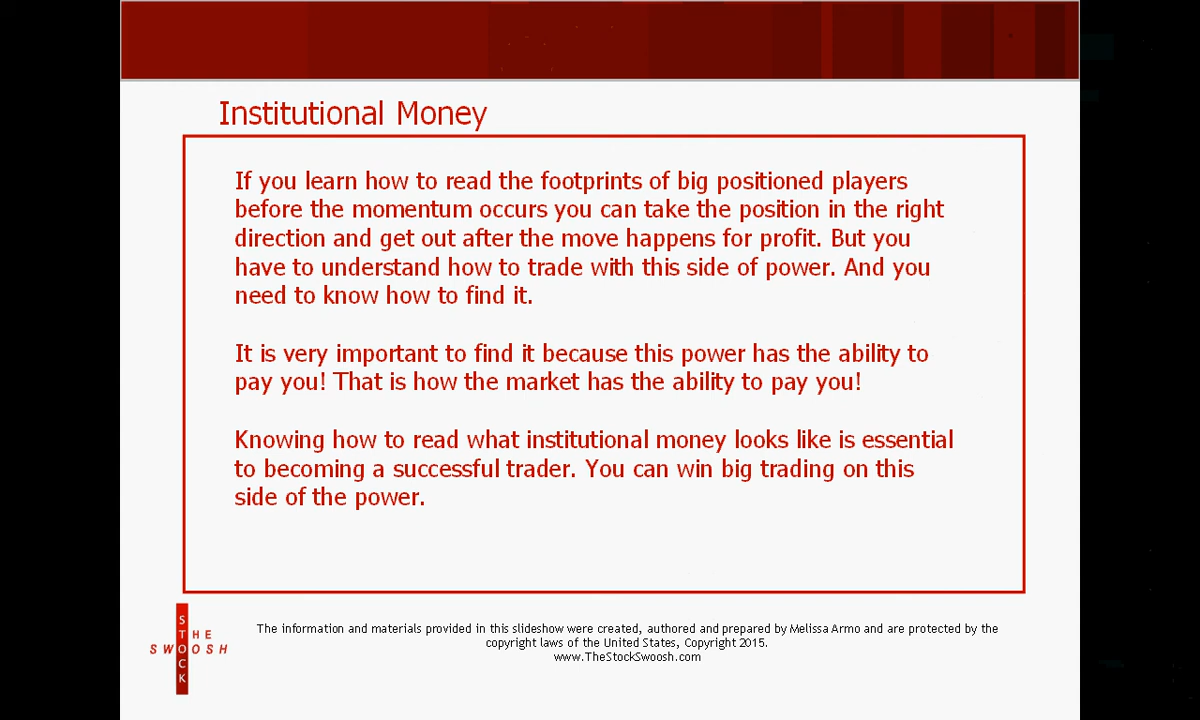 Institutional Money
If you learn how to read the footprints of big positioned players
before the momentum occurs you can take the position in the right
direction and get out after the move happens for profit. But you
have to understand how to trade with this side of power. And you
need to know how to find it.
It is very important to find it because this power has the ability to
pay you! That is how the market has the ability to pay you!
Knowing how to read what institutional money looks like is essential
to becoming a successful trader. You can win big trading on this
side of the power.
THE
STOCK
SWOOSH
The information and materials provided in this slideshow were created, authored and prepared by Melissa Armo and are protected by the
copyright laws of the United States, Copyright 2015.
www.TheStockSwoosh.com